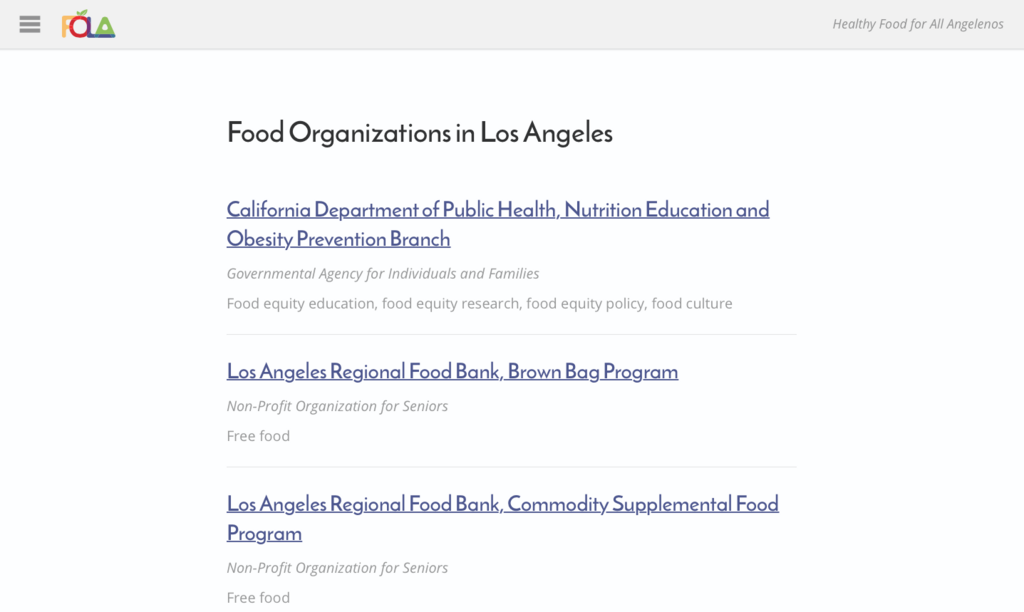 FOLA
Healthy Food for All Angelenos
Food Organizations in Los Angeles
California Department of Public Health, Nutrition Education and
Obesity Prevention Branch
Governmental Agency for Individuals and Families
Food equity education, food equity research, food equity policy, food culture
Los Angeles Regional Food Bank, Brown Bag Program
Non-Profit Organization for Seniors
Free food
Los Angeles Regional Food Bank, Commodity Supplemental Food
Program
Non-Profit Organization for Seniors
Free food